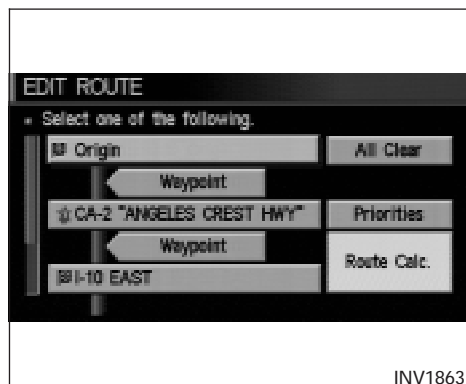 EDIT ROUTE
Select one of the following.
Origin
All Clear
Waypoint
CA-2 "ANGELES CREST HWY"
Priorities
Waypoint
Route Calc.
I-10 EAST
INV1863